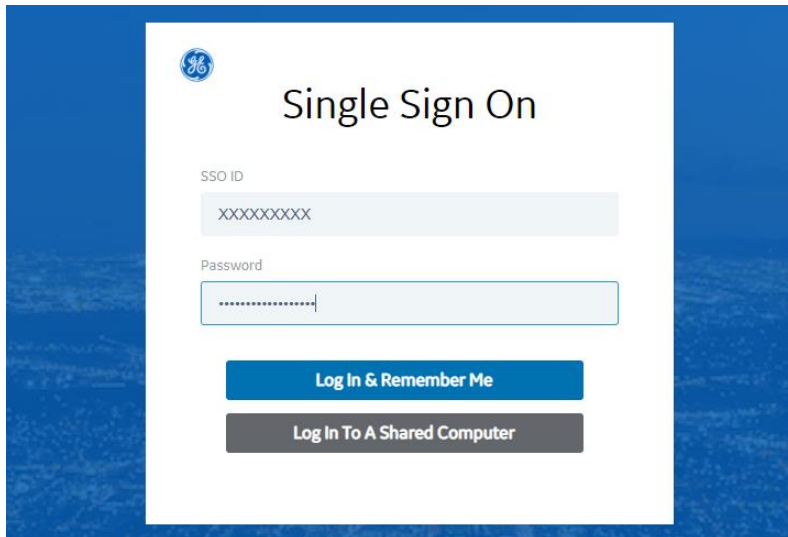 Single Sign On
SSO ID
XXXXXXXXX
Password
••••••••••••••••••
Log In & Remember Me
Log In To A Shared Computer